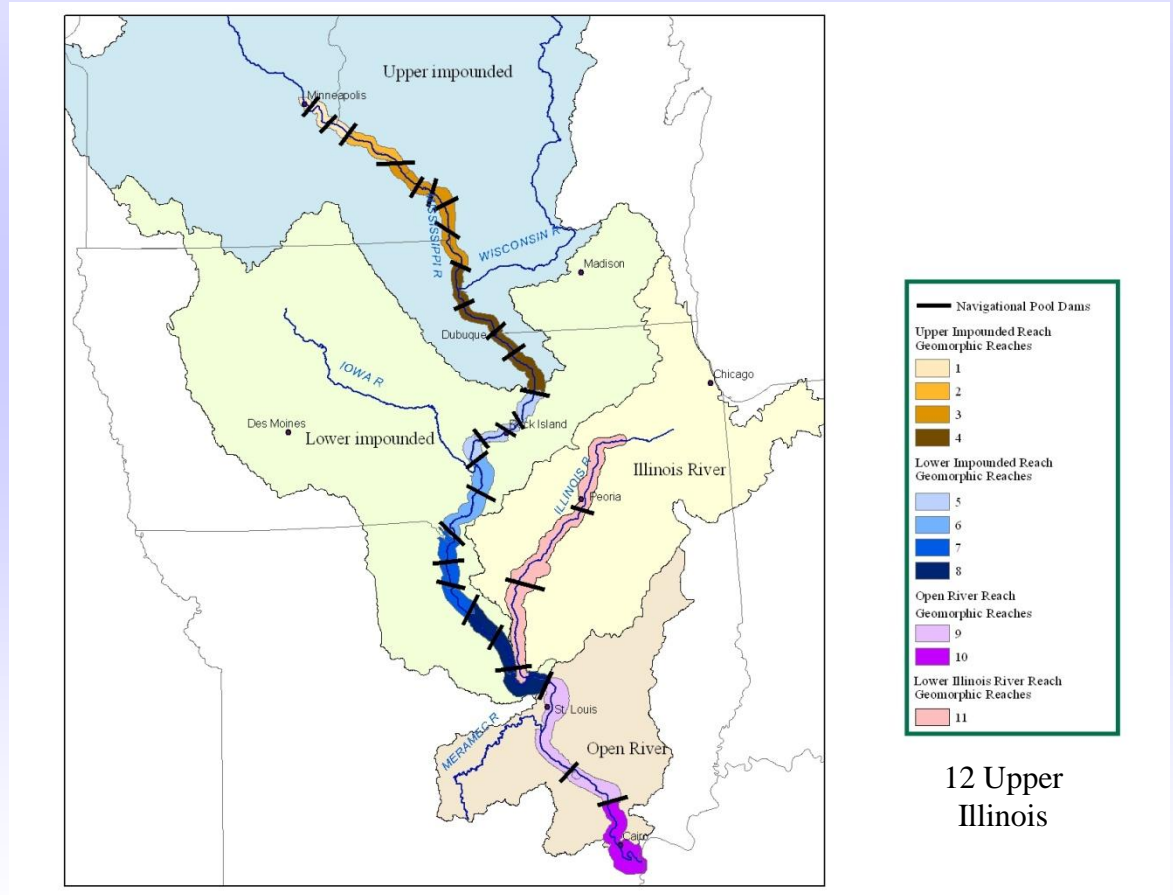 Upper impounded
Minneapolis
MISSISSIPPI R
WISCONSIN R
Madison
Dubuque
Chicago
IOWA R
Des Moines
Lower impounded
Rock Island
Illinois River
ILLINOIS R
Peoria
St. Louis
MERAMEC R
Open River
Cairo
Navigational Pool Dams
Upper Impounded Reach
Geomorphic Reaches
1
2
3
4
Lower Impounded Reach
Geomorphic Reaches
5
6
7
8
Open River Reach
Geomorphic Reaches
9
10
Lower Illinois River Reach
Geomorphic Reaches
11
12 Upper
Illinois